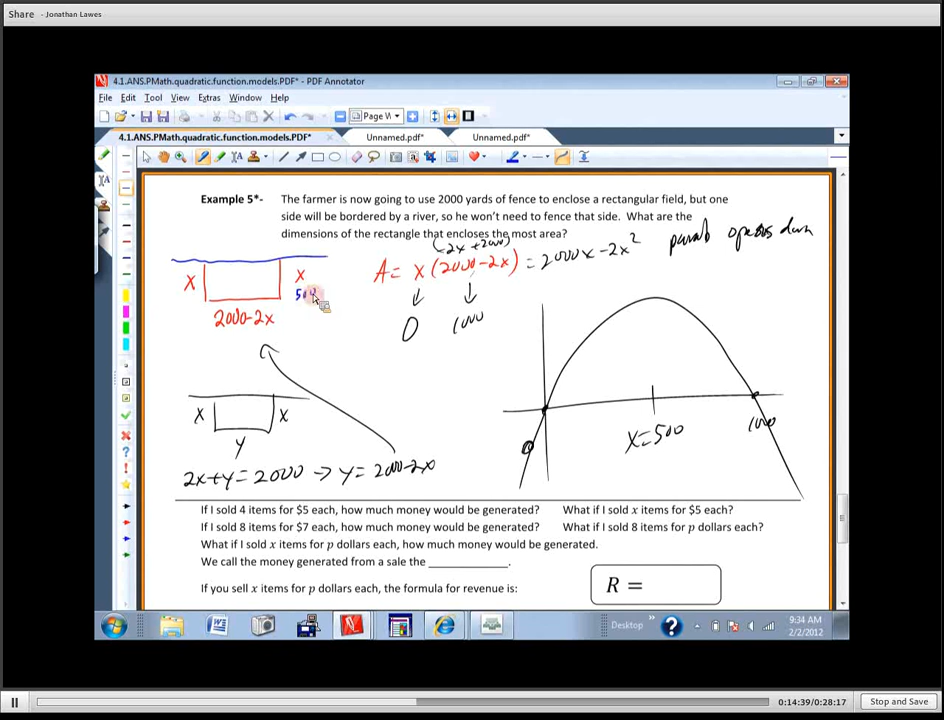 Share - Jonathan Lawes
4.1.ANS.PMath.quadratic.function.models.PDF* - PDF Annotator
File Edit Tool View Extras Window Help
Page W
4.1.ANS.PMath.quadratic.function.models.PDF* Unnamed.pdf* Unnamed.pdf*
Example 5*- The farmer is now going to use 2000 yards of fence to enclose a rectangular field, but one
side will be bordered by a river, so he won't need to fence that side. What are the
dimensions of the rectangle that encloses the most area?
(-2x+2000)
A= x(2000-2x) =2000x-2x² parab opens down
x x
500
2000-2x
0 1000
x x
y
x=500
1000
2x+y=2000 → y=2000-2x
If I sold 4 items for $5 each, how much money would be generated? What if I sold x items for $5 each?
If I sold 8 items for $7 each, how much money would be generated? What if I sold 8 items for p dollars each?
What if I sold x items for p dollars each, how much money would be generated.
We call the money generated from a sale the ____________.
If you sell x items for p dollars each, the formula for revenue is: R =
Desktop
9:34 AM
2/2/2012
0:14:39/0:28:17 Stop and Save